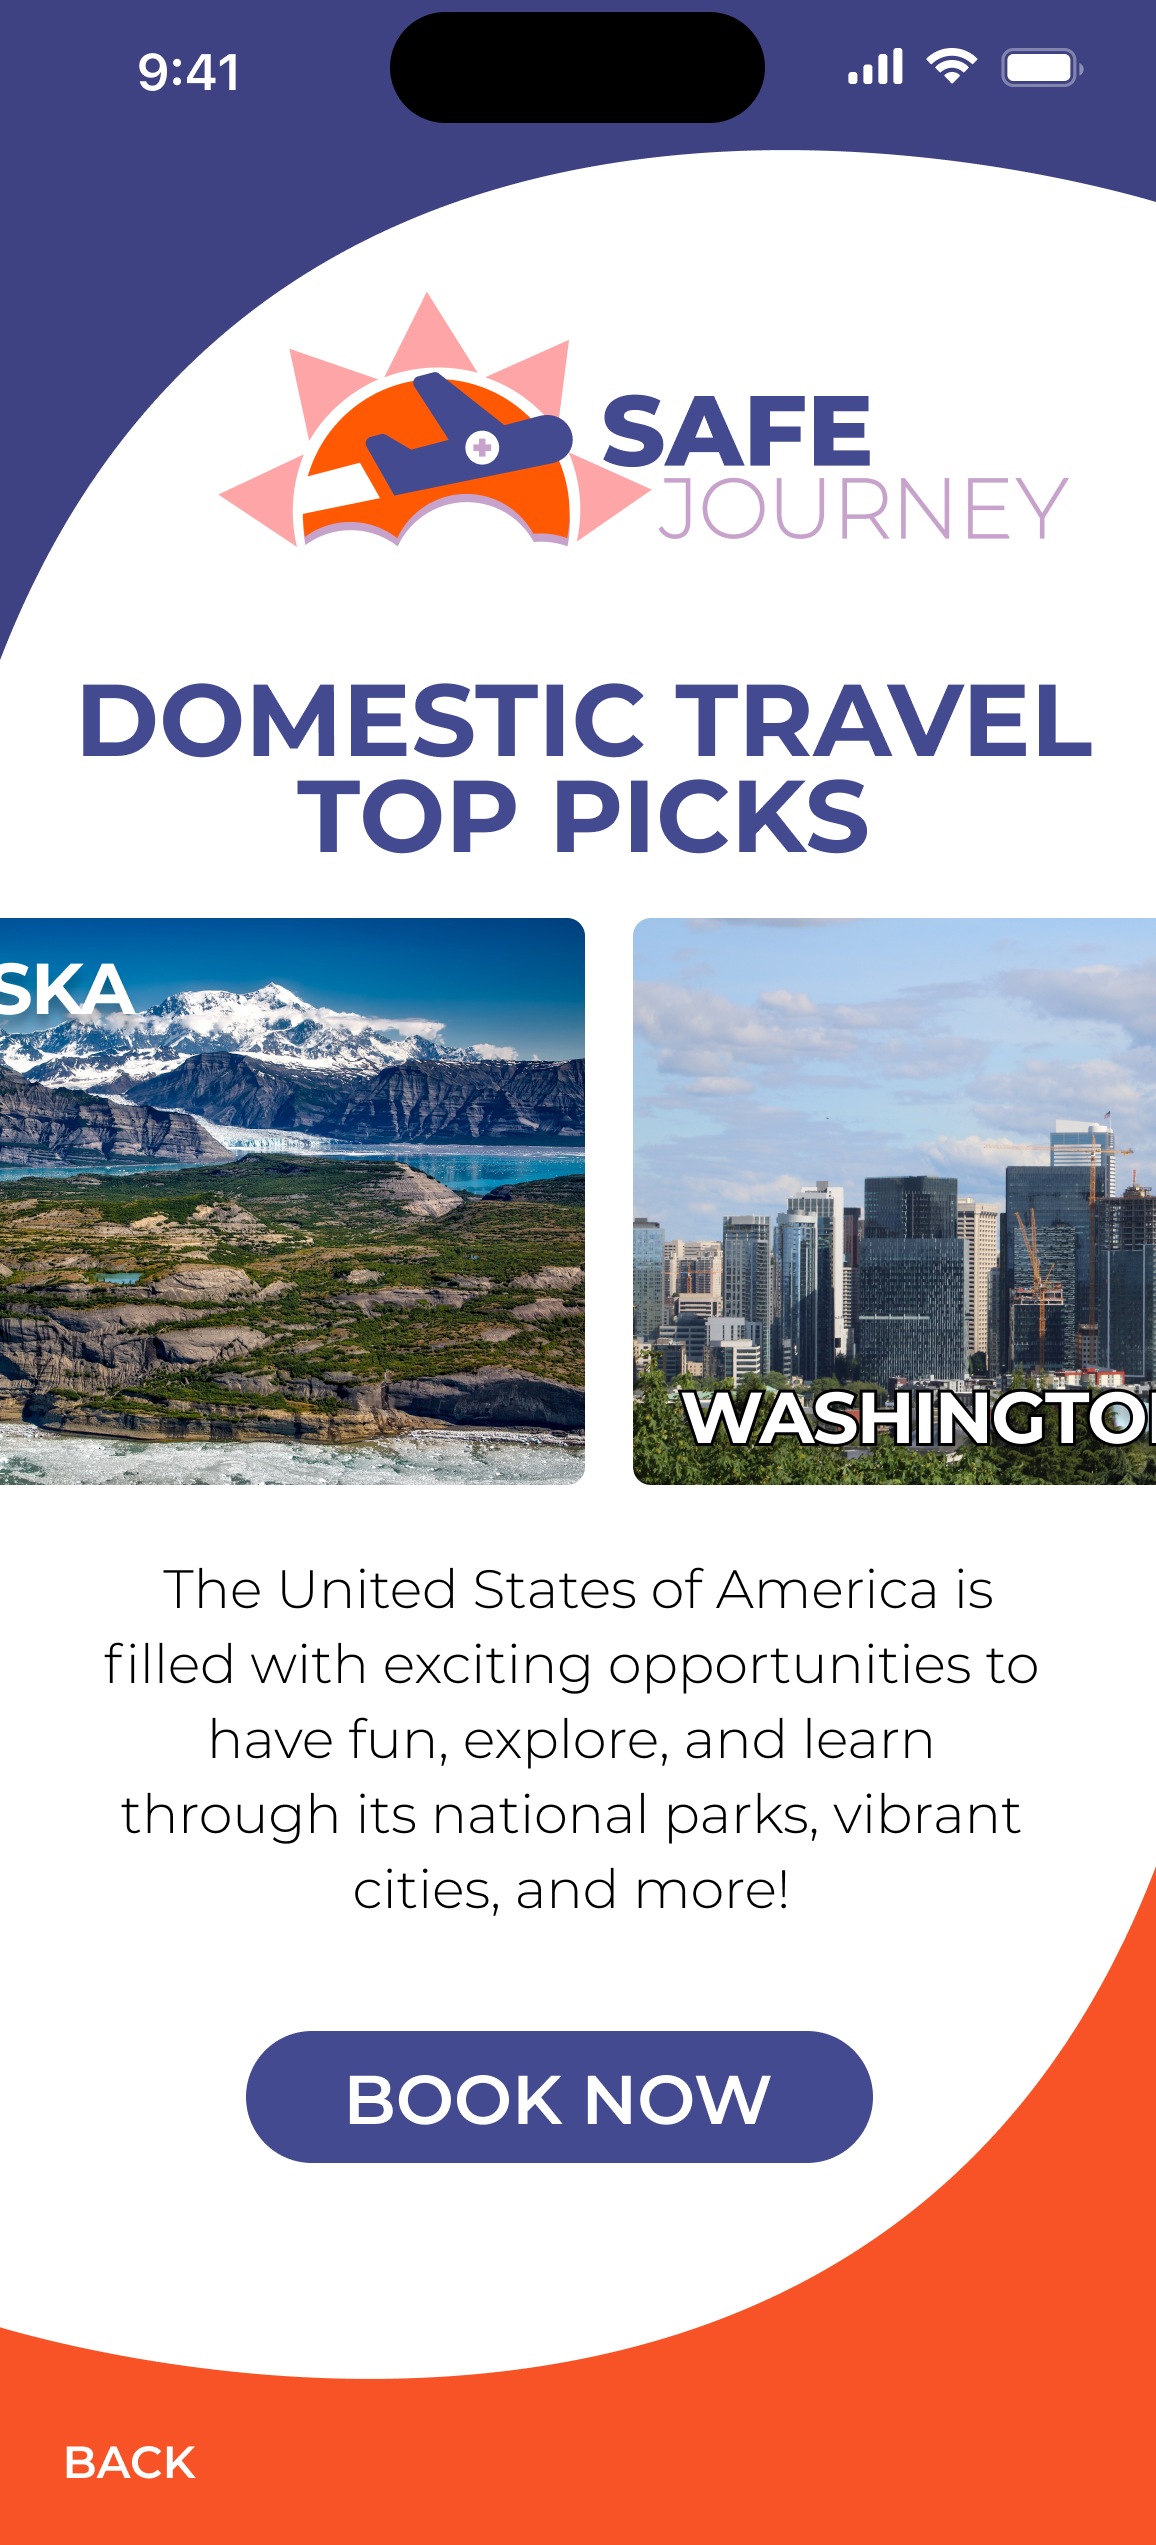 9:41
SAFE
JOURNEY
DOMESTIC TRAVEL
TOP PICKS
SKA
WASHINGTO
The United States of America is
filled with exciting opportunities to
have fun, explore, and learn
through its national parks, vibrant
cities, and more!
BOOK NOW
BACK